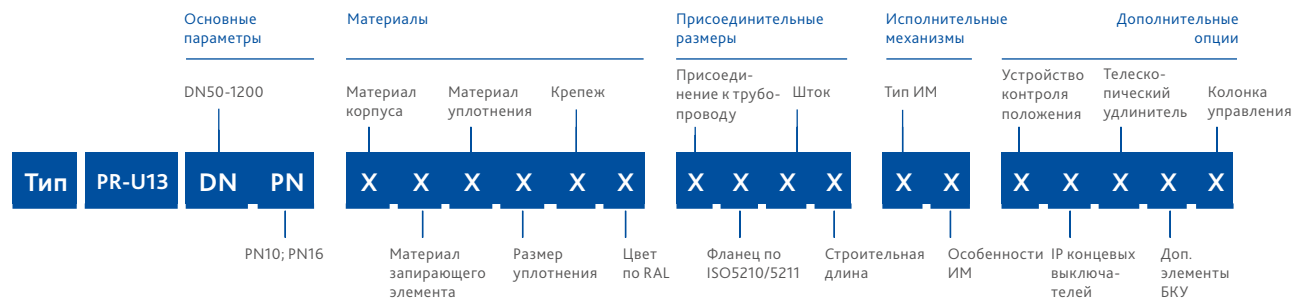 Основные
параметры
Материалы
Присоединительные
размеры
Исполнительные
механизмы
Дополнительные
опции
DN50-1200
Материал
корпуса
Материал
уплотнения
Крепеж
Присоеди-
нение к трубо-
проводу
Шток
Тип ИМ
Устройство
контроля
положения
Телеско-
пический
удлинитель
Колонка
управления
Тип PR-U13 DN PN X X X X X X X X X X X X X X X X X
PN10; PN16
Материал
запирающего
элемента
Размер
уплотнения
Цвет
по RAL
Фланец по
ISO5210/5211
Строительная
длина
Особенности
ИМ
IP концевых
выключа-
телей
Доп.
элементы
БКУ